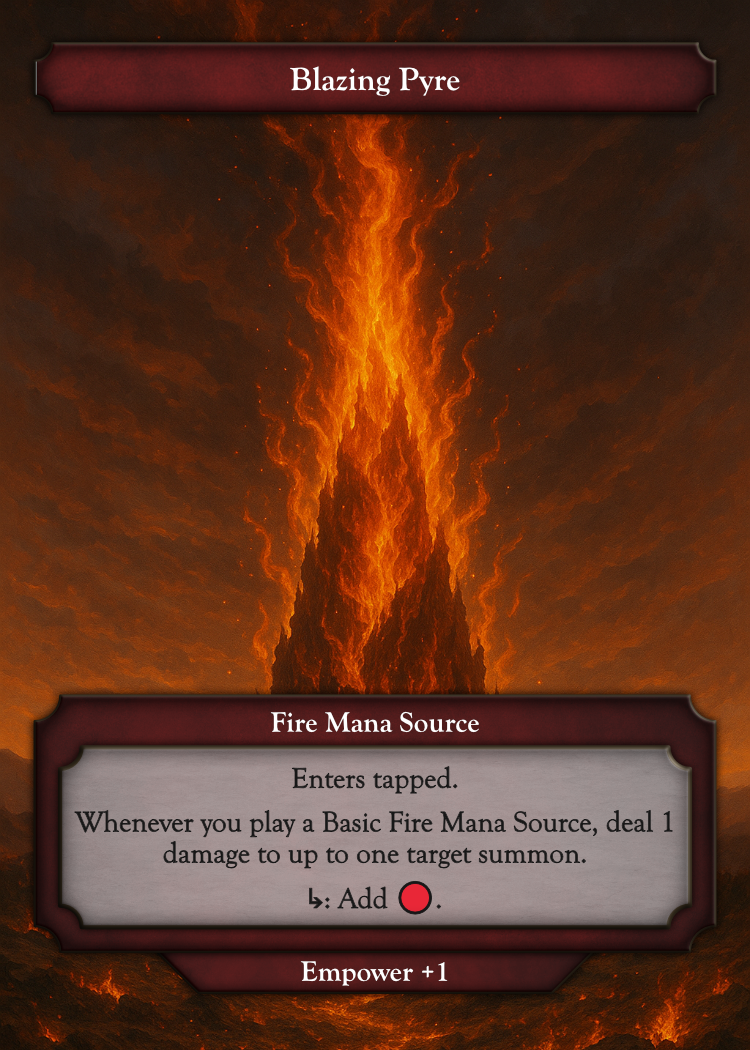 Blazing Pyre
Fire Mana Source
Enters tapped.
Whenever you play a Basic Fire Mana Source, deal 1
damage to up to one target summon.
↳: Add 🔴.
Empower +1